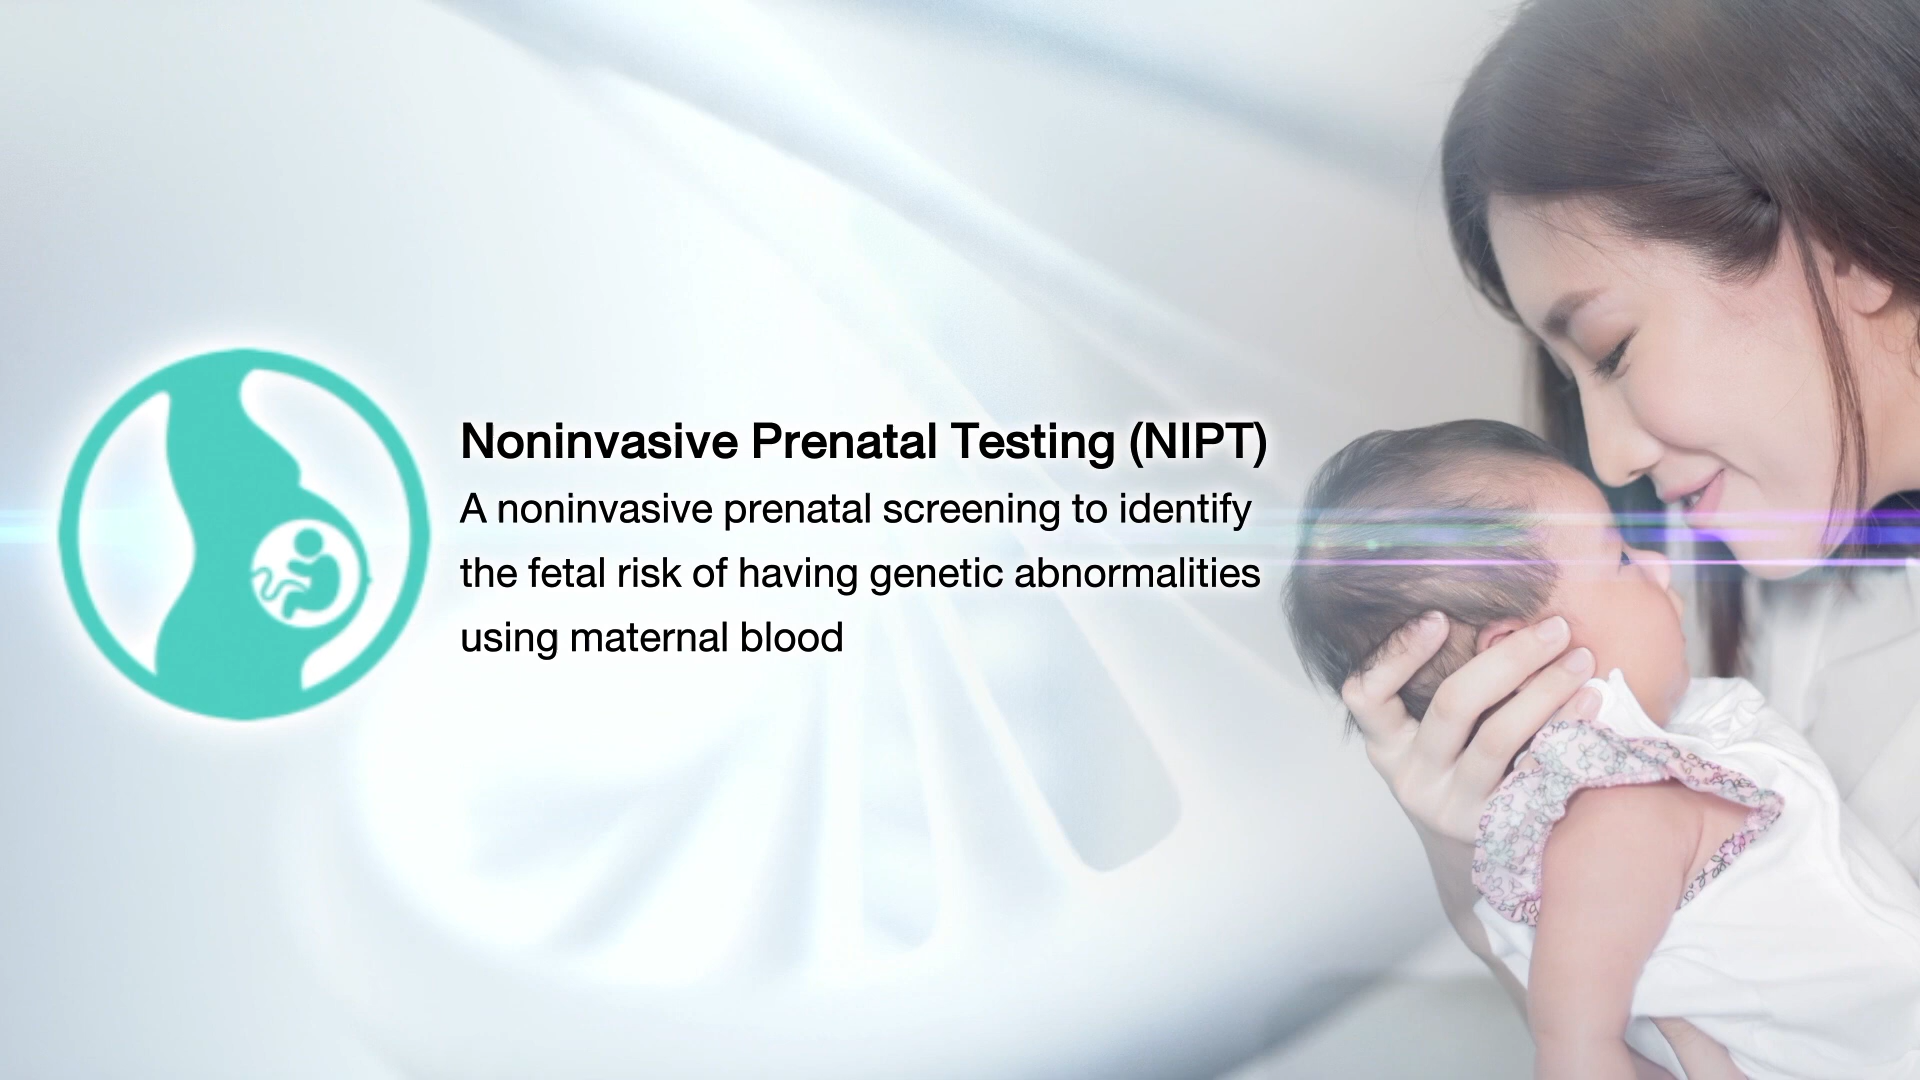 Noninvasive Prenatal Testing (NIPT)
A noninvasive prenatal screening to identify
the fetal risk of having genetic abnormalities
using maternal blood